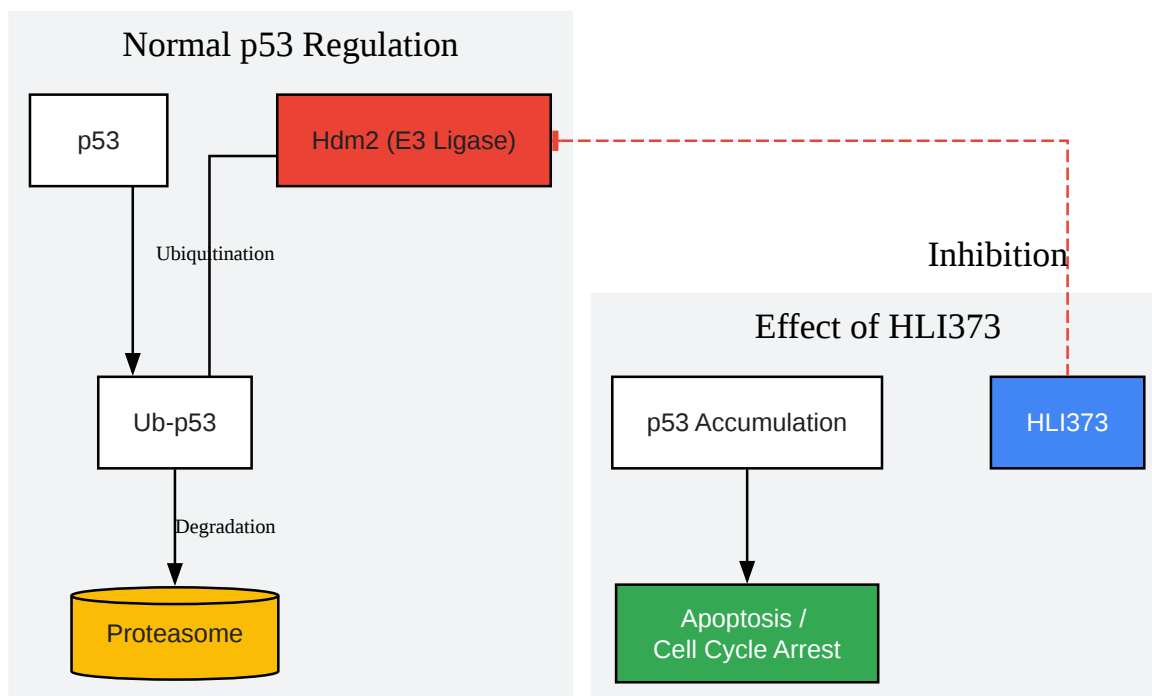 Normal p53 Regulation
p53
Hdm2 (E3 Ligase)
Ubiquitination
Ub-p53
Degradation
Proteasome
Inhibition
Effect of HLI373
p53 Accumulation
HLI373
Apoptosis /
Cell Cycle Arrest